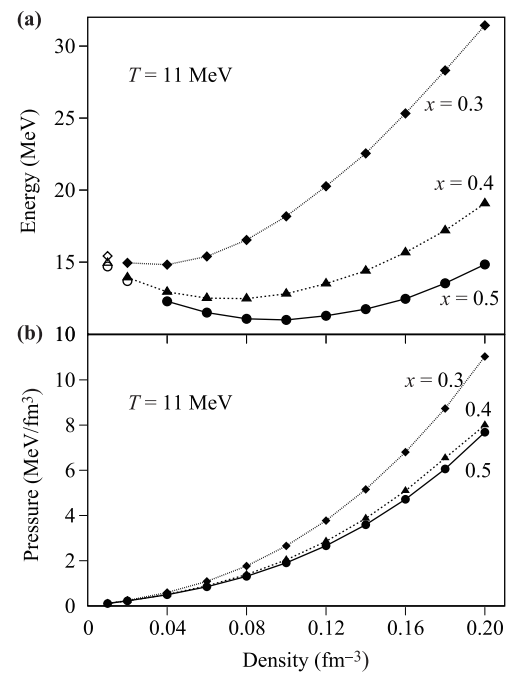 (a)
30
25
20
15
10
Energy (MeV)
T = 11 MeV
x = 0.3
x = 0.4
x = 0.5
(b)
10
8
6
4
2
0
Pressure (MeV/fm³)
T = 11 MeV
x = 0.3
0.4
0.5
0 0.04 0.08 0.12 0.16 0.20
Density (fm⁻³)